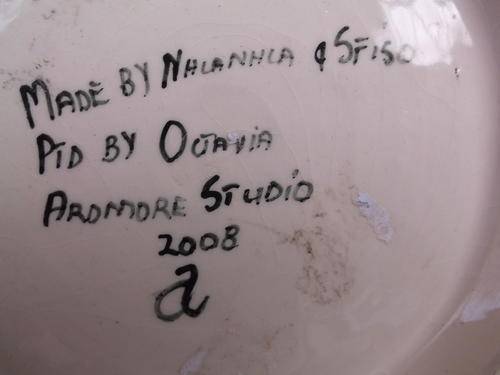 MADE BY NHLANHLA & SFISO
PTD BY OCTAVIA
ARDMORE STUDIO
2008
a